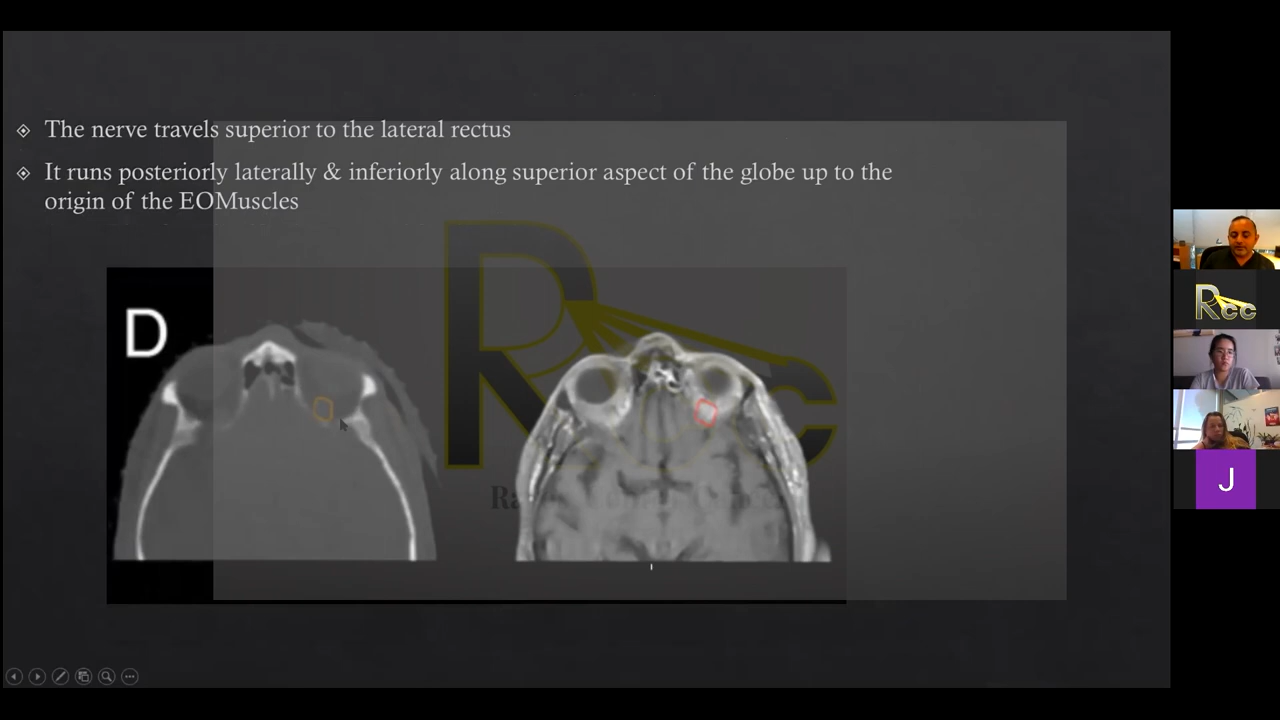 The nerve travels superior to the lateral rectus
It runs posteriorly laterally & inferiorly along superior aspect of the globe up to the
origin of the EOMuscles
D
Rcc
Rcc
J